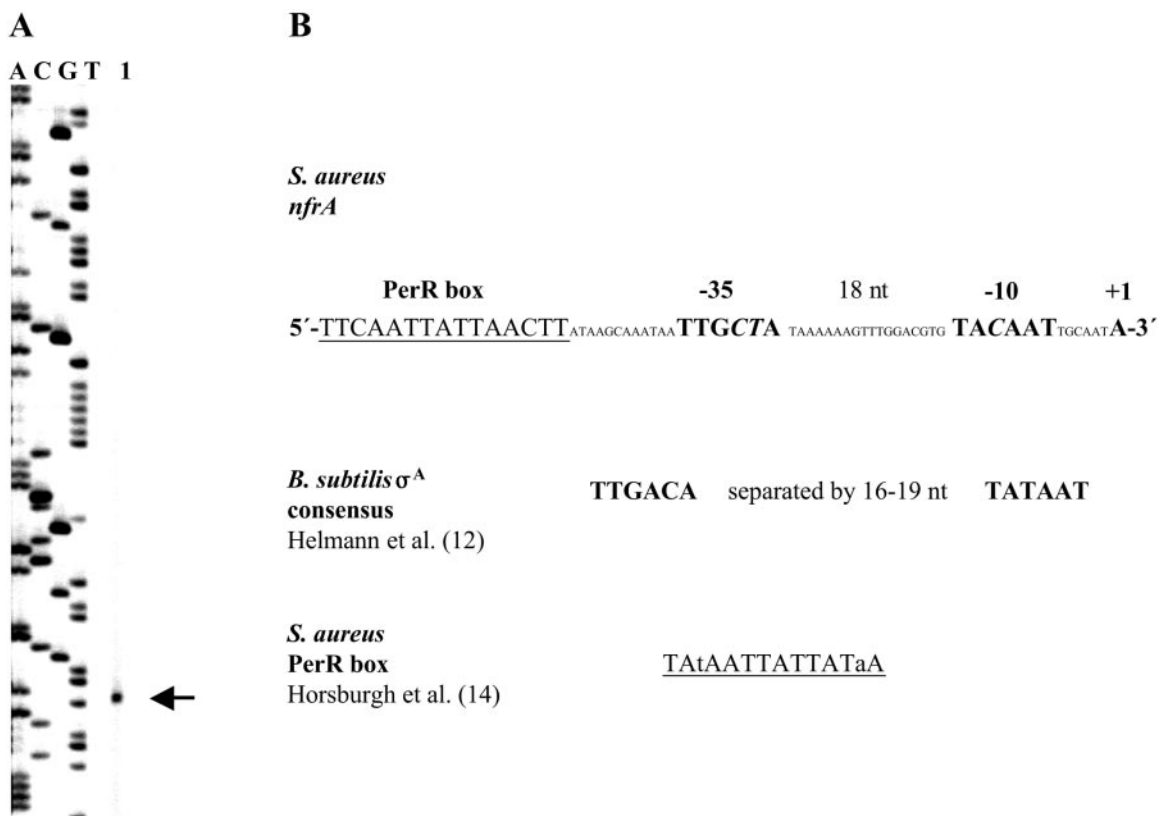 A
B
A C G T 1
S. aureus
nfrA
PerR box -35 18 nt -10 +1
5´-TTCAATTATTAACTTATAAGCAAATAATTGCTA TAAAAAAGTTTGGACGTG TACAATTGCAATA-3´
B. subtilis σA
consensus
Helmann et al. (12)
TTGACA separated by 16-19 nt TATAAT
S. aureus
PerR box
Horsburgh et al. (14)
TAtAATTATTATaA